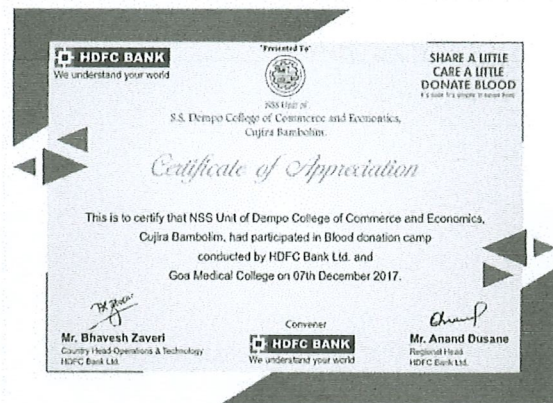 HDFC BANK
We understand your world
"Presented To"
SHARE A LITTLE
CARE A LITTLE
DONATE BLOOD
NSS Unit of
S.S. Dempo College of Commerce and Economics,
Cujira Bambolim.
Certificate of Appreciation
This is to certify that NSS Unit of Dempo College of Commerce and Economics,
Cujira Bambolim, had participated in Blood donation camp
conducted by HDFC Bank Ltd. and
Goa Medical College on 07th December 2017.
Mr. Bhavesh Zaveri
Country Head-Operations & Technology
HDFC Bank Ltd.
Convener
HDFC BANK
We understand your world
Mr. Anand Dusane
Regional Head
HDFC Bank Ltd.